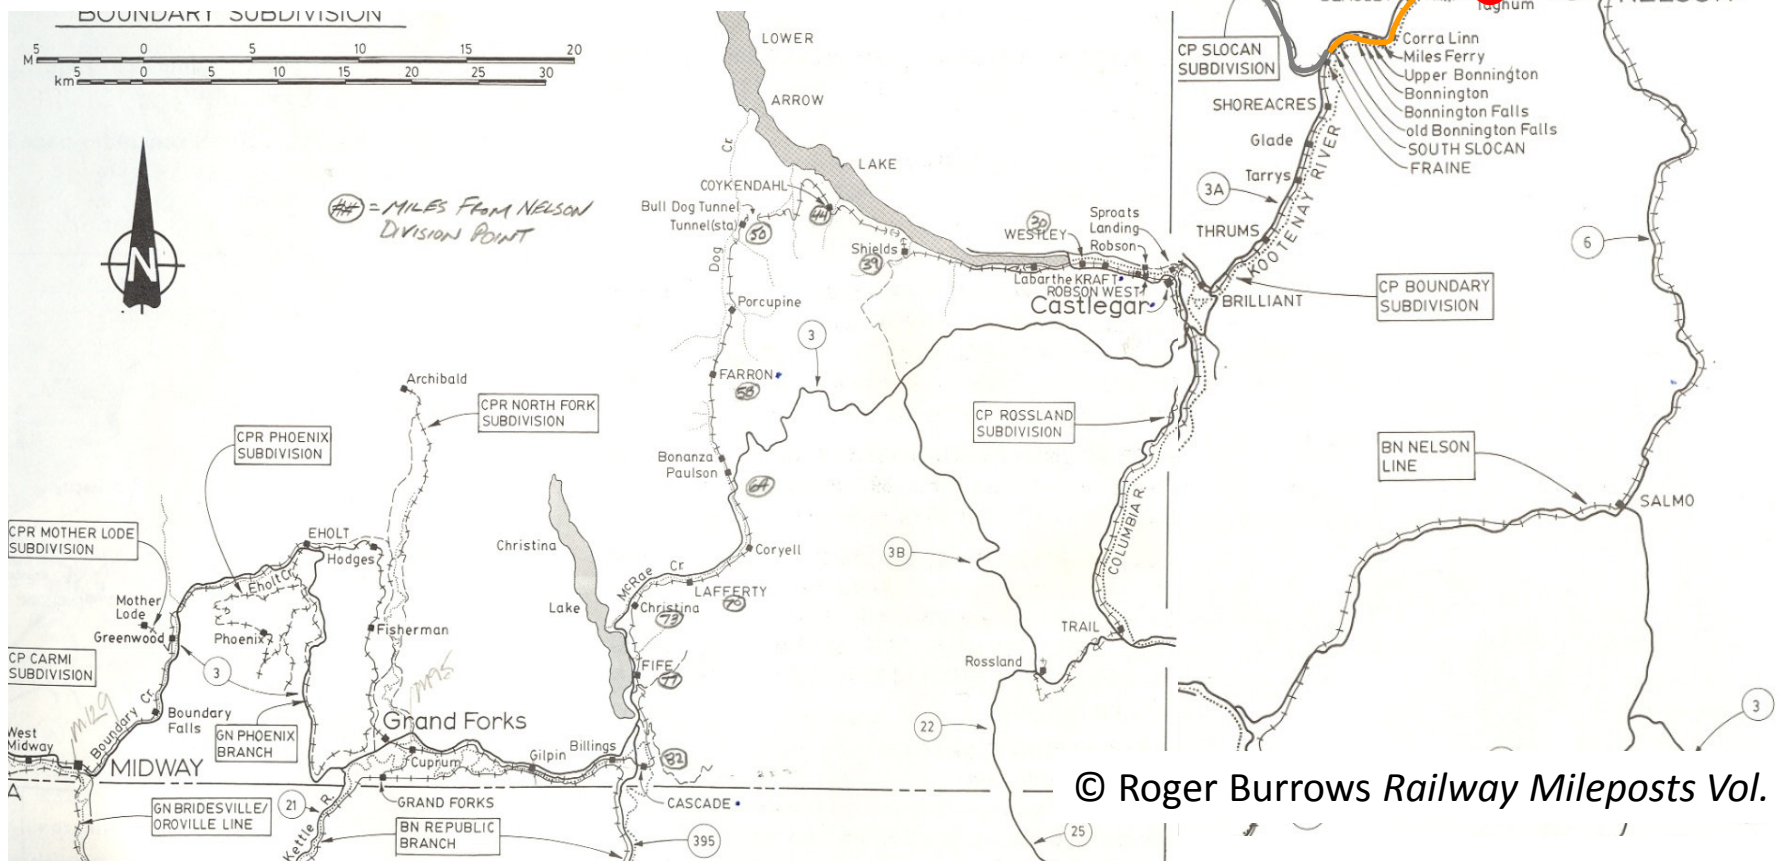 BOUNDARY SUBDIVISION
5 0 5 10 15 20
M
km 5 0 5 10 15 20 25 30
N
## = MILES FROM NELSON
DIVISION POINT
LOWER
ARROW
LAKE
Cr.
COYKENDAHL
44
Bull Dog Tunnel
Tunnel(sta)
50
Dog
Shields
39
30
WESTLEY
Sproats
Landing
Robson
Labarthe KRAFT
ROBSON WEST
Castlegar
BRILLIANT
THRUMS
Tarrys
Glade
SHOREACRES
3A
KOOTENAY RIVER
CP SLOCAN
SUBDIVISION
Taghum
NELSON
Corra Linn
Miles Ferry
Upper Bonnington
Bonnington
Bonnington Falls
old Bonnington Falls
SOUTH SLOCAN
FRAINE
6
CP BOUNDARY
SUBDIVISION
Porcupine
3
FARRON
58
Archibald
CPR NORTH FORK
SUBDIVISION
CPR PHOENIX
SUBDIVISION
CP ROSSLAND
SUBDIVISION
BN NELSON
LINE
SALMO
Bonanza
Paulson
64
Coryell
CPR MOTHER LODE
SUBDIVISION
EHOLT
Hodges
Eholt Cr.
Christina
Lake
McRae Cr
LAFFERTY
70
Christina
73
3B
COLUMBIA R.
Mother
Lode
Greenwood
Phoenix
Fisherman
TRAIL
Rossland
CP CARMI
SUBDIVISION
3
FIFE
77
M95
M129
Boundary Cr.
Boundary
Falls
GN PHOENIX
BRANCH
Grand Forks
22
3
West
Midway
MIDWAY
Cuprum
Gilpin
Billings
82
A
GN BRIDESVILLE/
OROVILLE LINE
21
Kettle R.
GRAND FORKS
BN REPUBLIC
BRANCH
CASCADE
395
25
© Roger Burrows Railway Mileposts Vol.